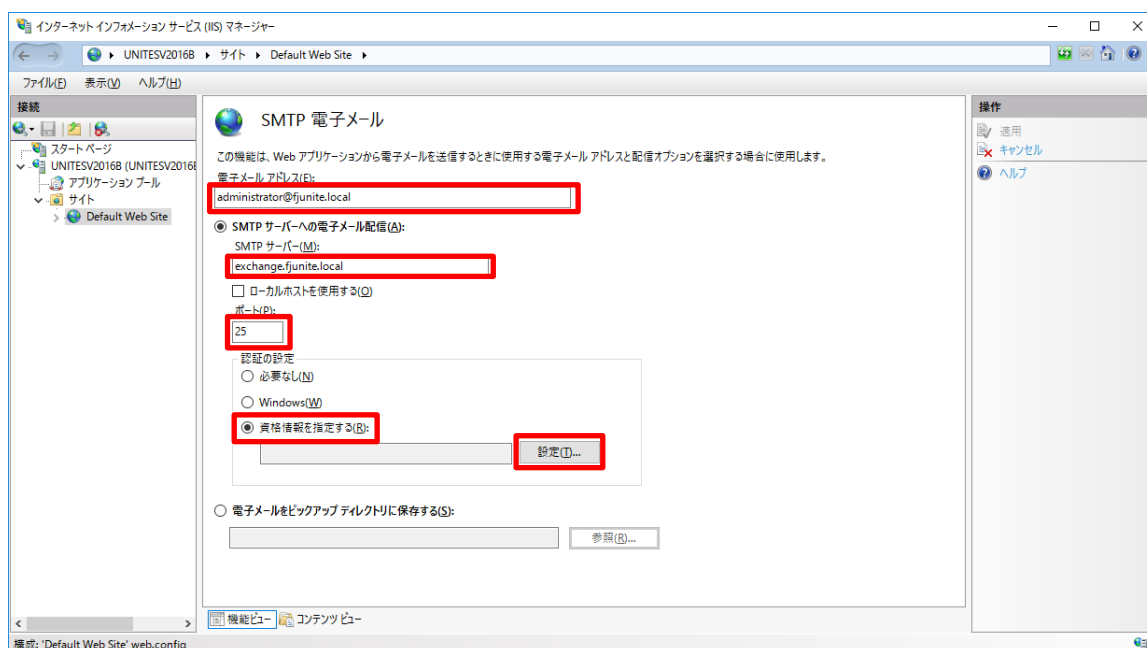 インターネット インフォメーション サービス (IIS) マネージャー
UNITESV2016B ▸ サイト ▸ Default Web Site ▸
ファイル(F) 表示(V) ヘルプ(H)
接続
スタート ページ
UNITESV2016B (UNITESV2016B
アプリケーション プール
サイト
Default Web Site
SMTP 電子メール
この機能は、Web アプリケーションから電子メールを送信するときに使用する電子メール アドレスと配信オプションを選択する場合に使用します。
電子メール アドレス(E):
administrator@fjunite.local
SMTP サーバーへの電子メール配信(A):
SMTP サーバー(M):
exchange.fjunite.local
ローカルホストを使用する(O)
ポート(P):
25
認証の設定
必要なし(N)
Windows(W)
資格情報を指定する(R):
設定(T)...
電子メールをピックアップ ディレクトリに保存する(S):
参照(R)...
機能ビュー コンテンツ ビュー
操作
適用
キャンセル
ヘルプ
構成: 'Default Web Site' web.config